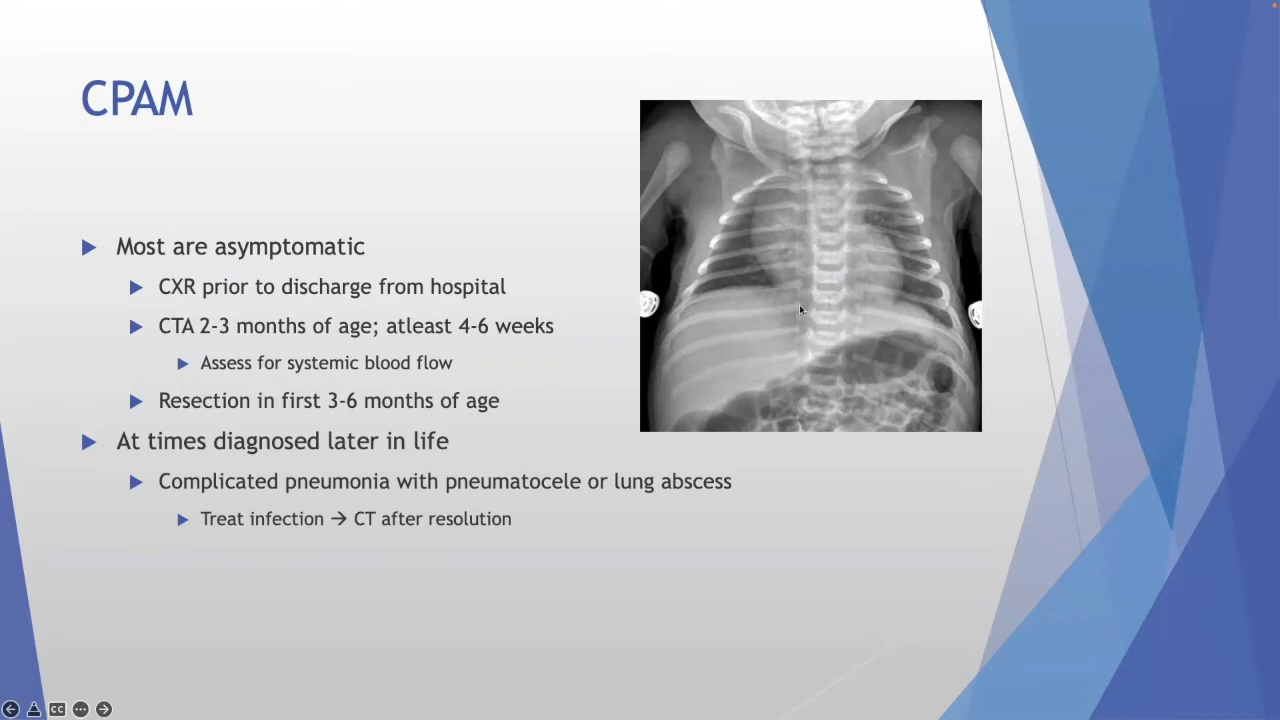 CPAM
Most are asymptomatic
CXR prior to discharge from hospital
CTA 2-3 months of age; atleast 4-6 weeks
Assess for systemic blood flow
Resection in first 3-6 months of age
At times diagnosed later in life
Complicated pneumonia with pneumatocele or lung abscess
Treat infection → CT after resolution
CC